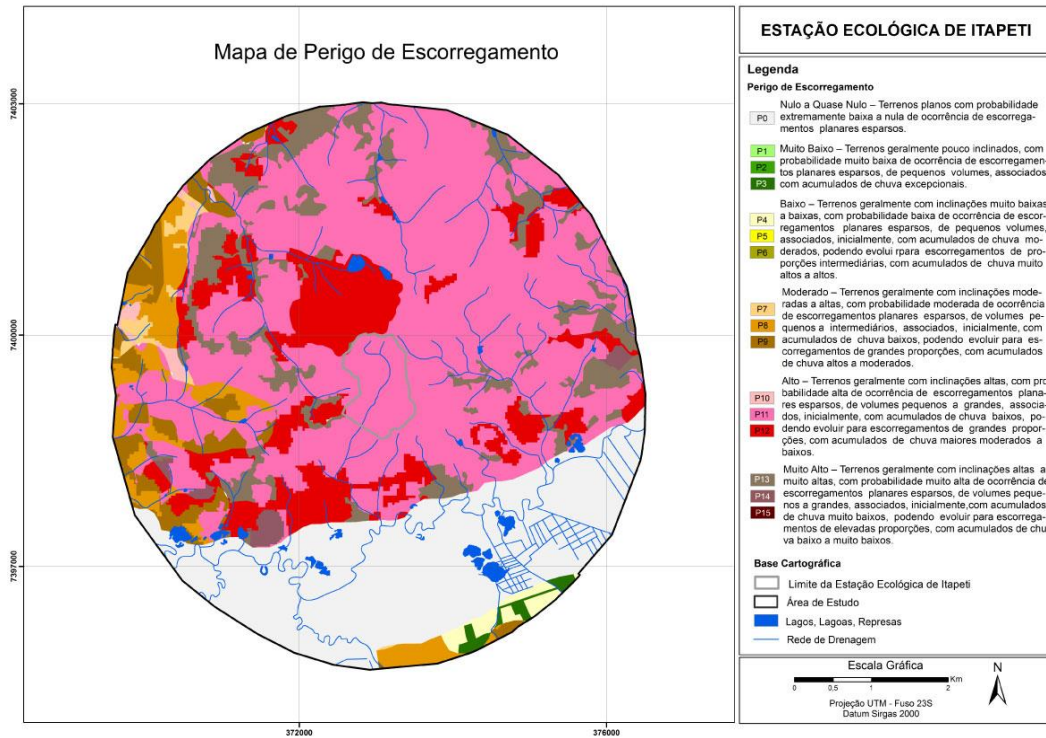 Mapa de Perigo de Escorregamento
7403000
7400000
7397000
372000
376000
ESTAÇÃO ECOLÓGICA DE ITAPETI
Legenda
Perigo de Escorregamento
P0
Nulo a Quase Nulo – Terrenos planos com probabilidade
extremamente baixa a nula de ocorrência de escorrega-
mentos planares esparsos.
P1
P2
P3
Muito Baixo – Terrenos geralmente pouco inclinados, com
probabilidade muito baixa de ocorrência de escorregamen-
tos planares esparsos, de pequenos volumes, associados
com acumulados de chuva excepcionais.
P4
P5
P6
Baixo – Terrenos geralmente com inclinações muito baixas
a baixas, com probabilidade baixa de ocorrência de escor-
regamentos planares esparsos, de pequenos volumes,
associados, inicialmente, com acumulados de chuva mo-
derados, podendo evolui rpara escorregamentos de pro-
porções intermediárias, com acumulados de chuva muito
altos a altos.
P7
P8
P9
Moderado – Terrenos geralmente com inclinações mode-
radas a altas, com probabilidade moderada de ocorrência
de escorregamentos planares esparsos, de volumes pe-
quenos a intermediários, associados, inicialmente, com
acumulados de chuva baixos, podendo evoluir para es-
corregamentos de grandes proporções, com acumulados
de chuva altos a moderados.
P10
P11
P12
Alto – Terrenos geralmente com inclinações altas, com pro
babilidade alta de ocorrência de escorregamentos plana-
res esparsos, de volumes pequenos a grandes, associa-
dos, inicialmente, com acumulados de chuva baixos, po-
dendo evoluir para escorregamentos de grandes propor-
ções, com acumulados de chuva maiores moderados a
baixos.
P13
P14
P15
Muito Alto – Terrenos geralmente com inclinações altas a
muito altas, com probabilidade muito alta de ocorrência de
escorregamentos planares esparsos, de volumes peque-
nos a grandes, associados, inicialmente,com acumulados
de chuva muito baixos, podendo evoluir para escorrega-
mentos de elevadas proporções, com acumulados de chu
va baixo a muito baixos.
Base Cartográfica
Limite da Estação Ecológica de Itapeti
Área de Estudo
Lagos, Lagoas, Represas
Rede de Drenagem
Escala Gráfica
Km
0 0,5 1 2
N
Projeção UTM - Fuso 23S
Datum Sirgas 2000